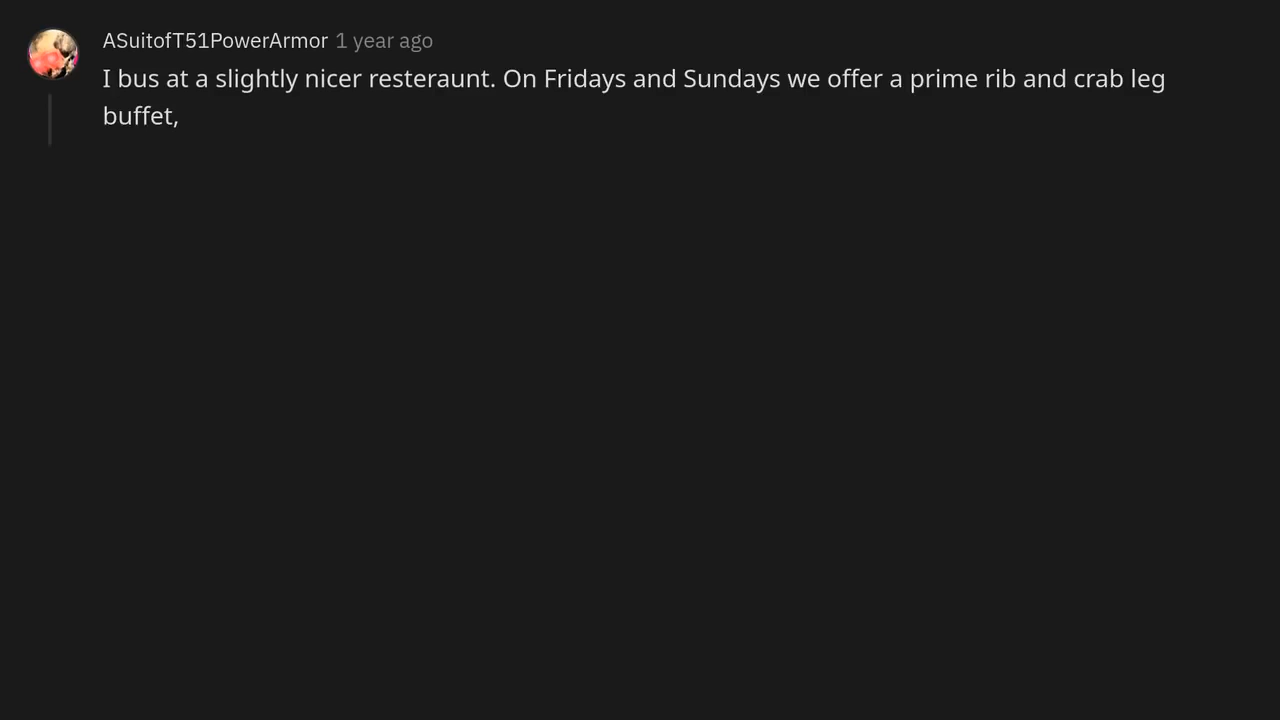 ASuitofT51PowerArmor 1 year ago
I bus at a slightly nicer resteraunt. On Fridays and Sundays we offer a prime rib and crab leg
buffet,